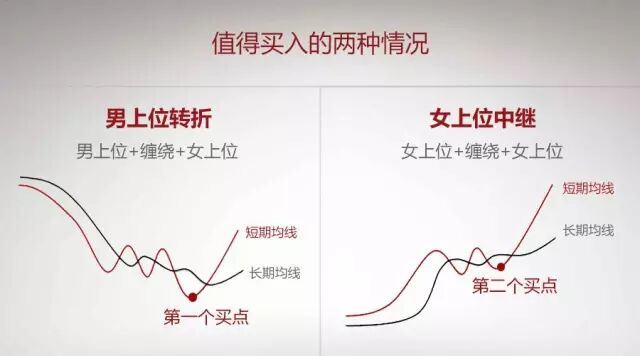 值得买入的两种情况
男上位转折
男上位+缠绕+女上位
短期均线
长期均线
第一个买点
女上位中继
女上位+缠绕+女上位
短期均线
长期均线
第二个买点